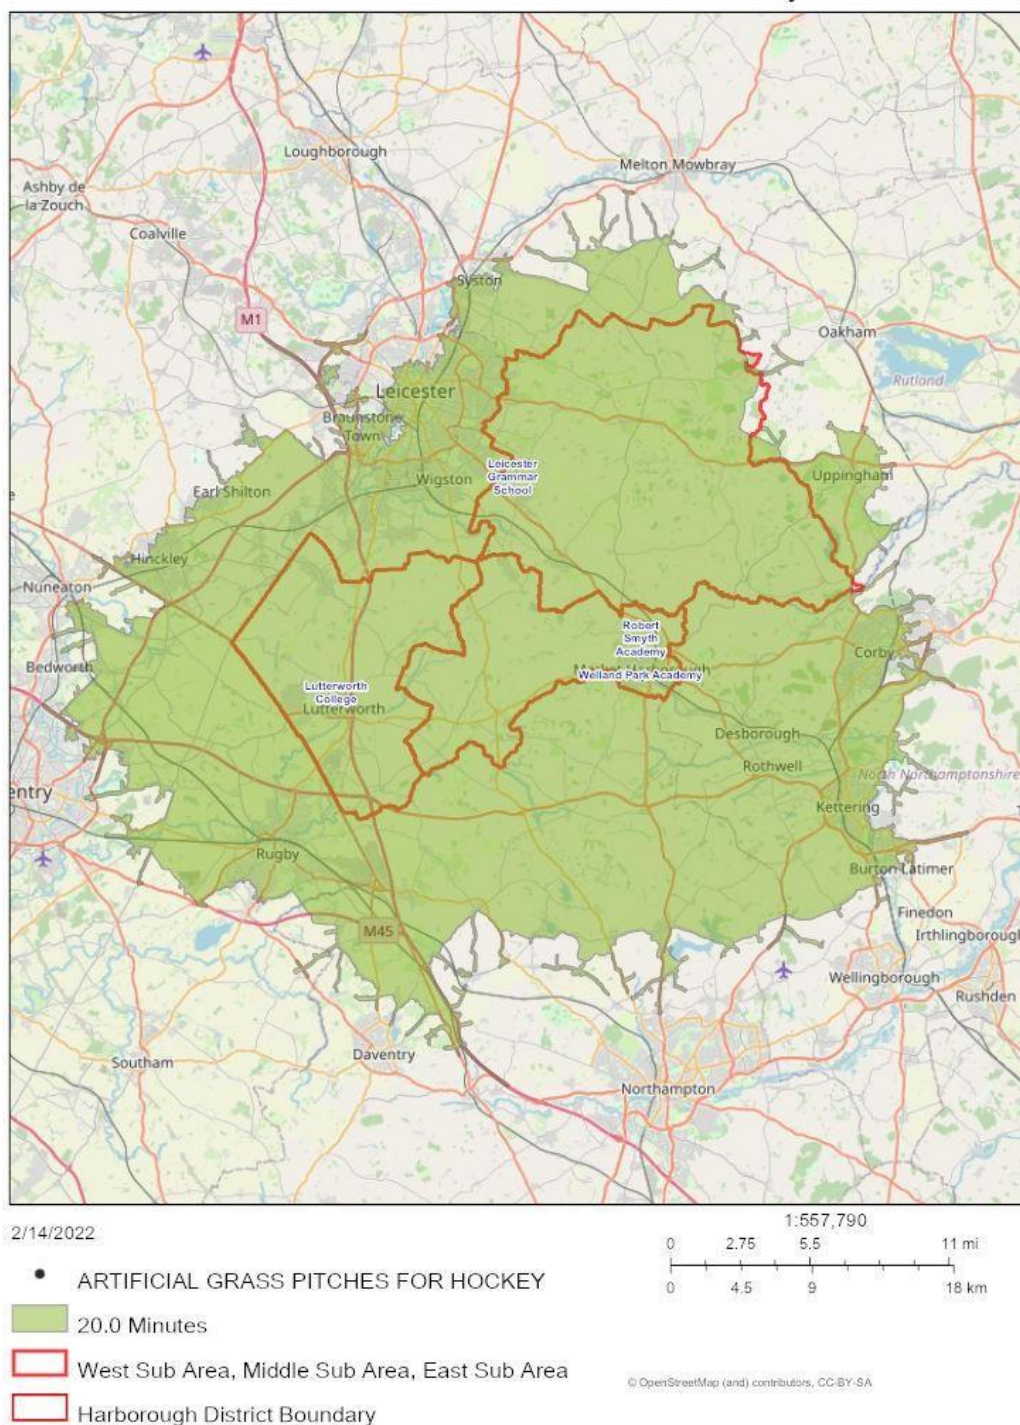 Loughborough
Melton Mowbray
Ashby de
la Zouch
Coalville
Syston
M1
Oakham
Rutland
Leicester
Braunstone
Town
Leicester
Grammar
School
Wigston
Uppingham
Earl Shilton
Hinckley
Nuneaton
Robert
Smyth
Academy
Corby
Bedworth
Welland Park Academy
Lutterworth
College
Lutterworth
Desborough
Rothwell
North Northamptonshire
entry
Kettering
Rugby
Burton Latimer
Finedon
M45
Irthlingborough
Wellingborough
Rushden
Daventry
Southam
Northampton
2/14/2022
1:557,790
0 2.75 5.5 11 mi
0 4.5 9 18 km
ARTIFICIAL GRASS PITCHES FOR HOCKEY
20.0 Minutes
West Sub Area, Middle Sub Area, East Sub Area
© OpenStreetMap (and) contributors, CC-BY-SA
Harborough District Boundary